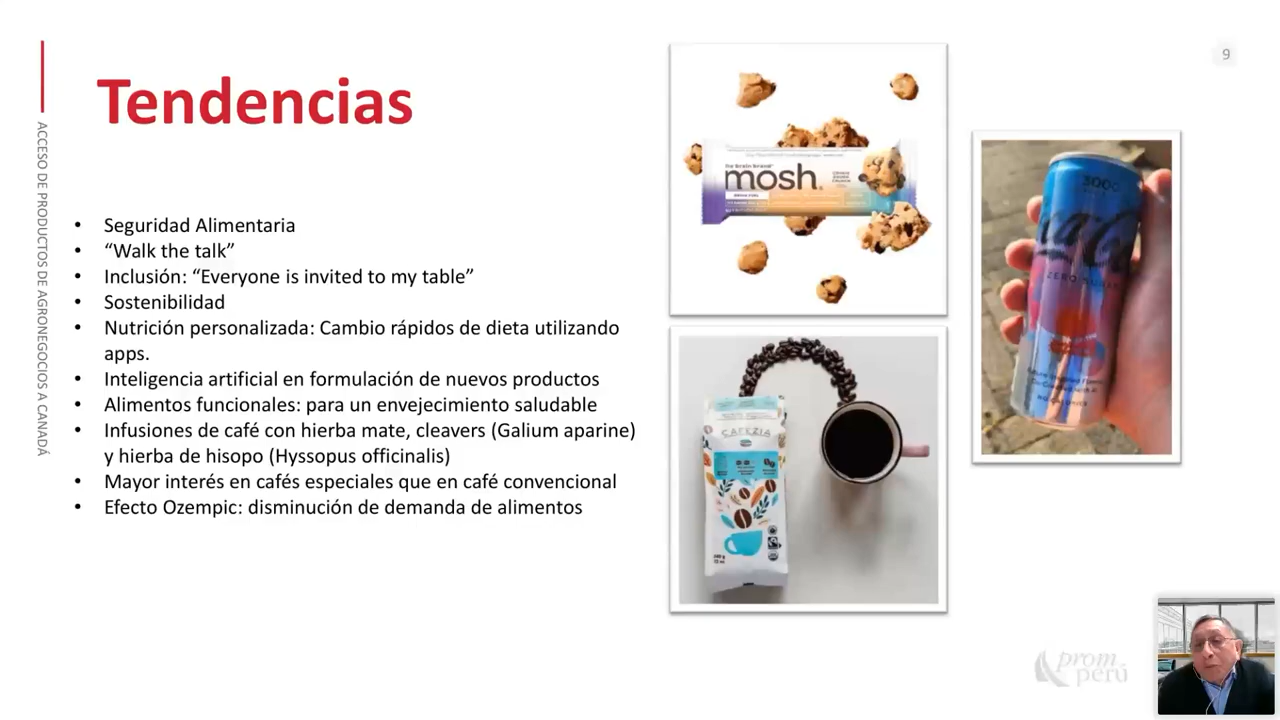 9
Tendencias
ACCESO DE PRODUCTOS DE AGRONEGOCIOS A CANADÁ
• Seguridad Alimentaria
• “Walk the talk”
• Inclusión: “Everyone is invited to my table”
• Sostenibilidad
• Nutrición personalizada: Cambio rápidos de dieta utilizando
apps.
• Inteligencia artificial en formulación de nuevos productos
• Alimentos funcionales: para un envejecimiento saludable
• Infusiones de café con hierba mate, cleavers (Galium aparine)
y hierba de hisopo (Hyssopus officinalis)
• Mayor interés en cafés especiales que en café convencional
• Efecto Ozempic: disminución de demanda de alimentos
mosh
3000
ZERO SUGAR
prom
perú